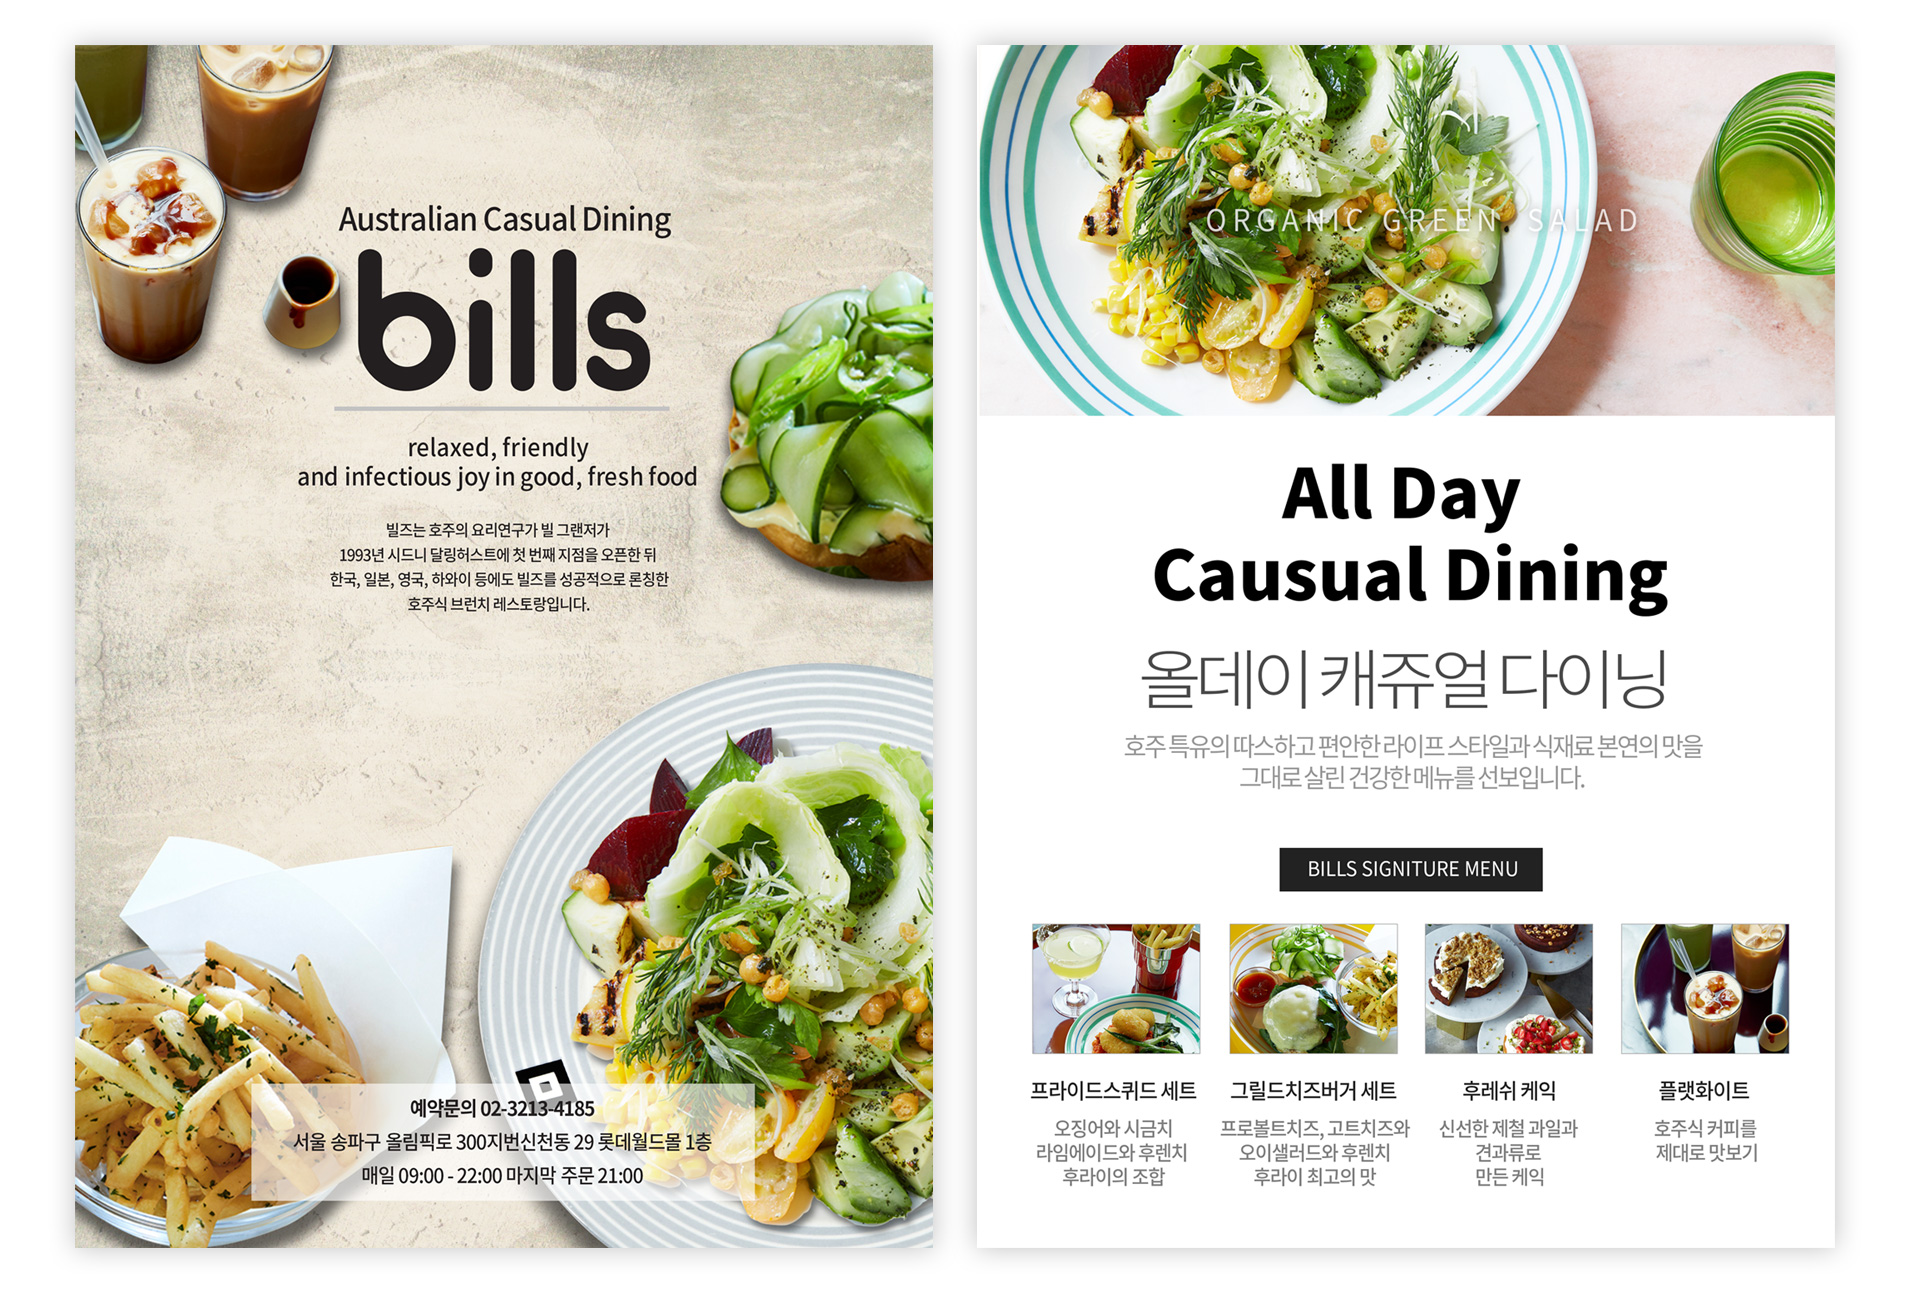 Australian Casual Dining
bills
relaxed, friendly
and infectious joy in good, fresh food
빌즈는 호주의 요리연구가 빌 그랜저가
1993년 시드니 달링허스트에 첫 번째 지점을 오픈한 뒤
한국, 일본, 영국, 하와이 등에도 빌즈를 성공적으로 론칭한
호주식 브런치 레스토랑입니다.
예약문의 02-3213-4185
서울 송파구 올림픽로 300지번신천동 29 롯데월드몰 1층
매일 09:00 - 22:00 마지막 주문 21:00
ORGANIC GREEN SALAD
All Day
Causual Dining
올데이 캐쥬얼 다이닝
호주 특유의 따스하고 편안한 라이프 스타일과 식재료 본연의 맛을
그대로 살린 건강한 메뉴를 선보입니다.
BILLS SIGNITURE MENU
프라이드스퀴드 세트
오징어와 시금치
라임에이드와 후렌치
후라이의 조합
그릴드치즈버거 세트
프로볼트치즈, 고트치즈와
오이샐러드와 후렌치
후라이 최고의 맛
후레쉬 케익
신선한 제철 과일과
견과류로
만든 케익
플랫화이트
호주식 커피를
제대로 맛보기